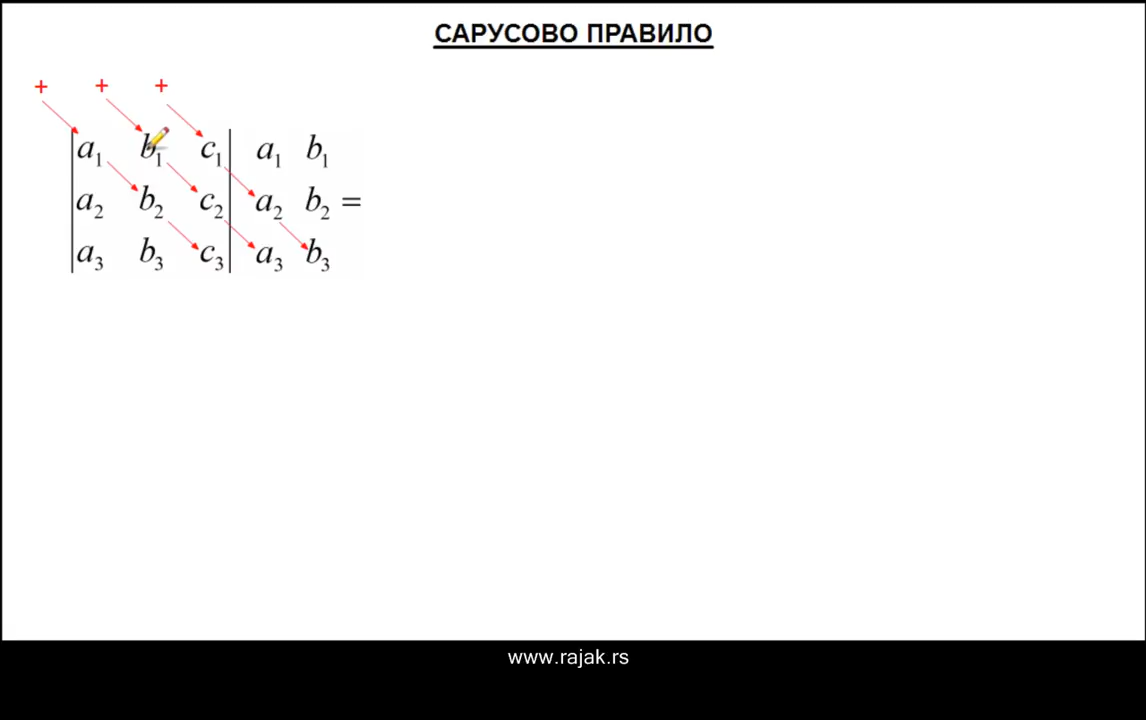 САРУСОВО ПРАВИЛО
+ + +
a₁ b₁ c₁ a₁ b₁
a₂ b₂ c₂ a₂ b₂ =
a₃ b₃ c₃ a₃ b₃
www.rajak.rs